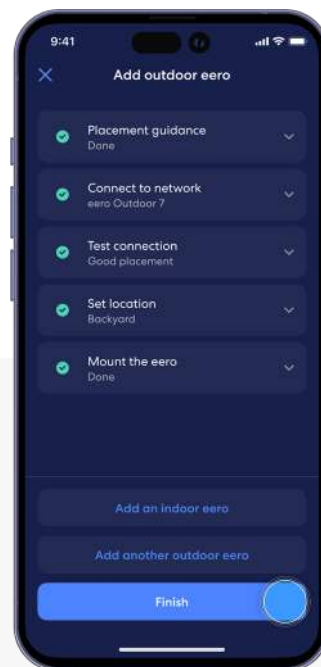 9:41
Add outdoor eero
Placement guidance
Done
Connect to network
eero Outdoor 7
Test connection
Good placement
Set location
Backyard
Mount the eero
Done
Add an indoor eero
Add another outdoor eero
Finish